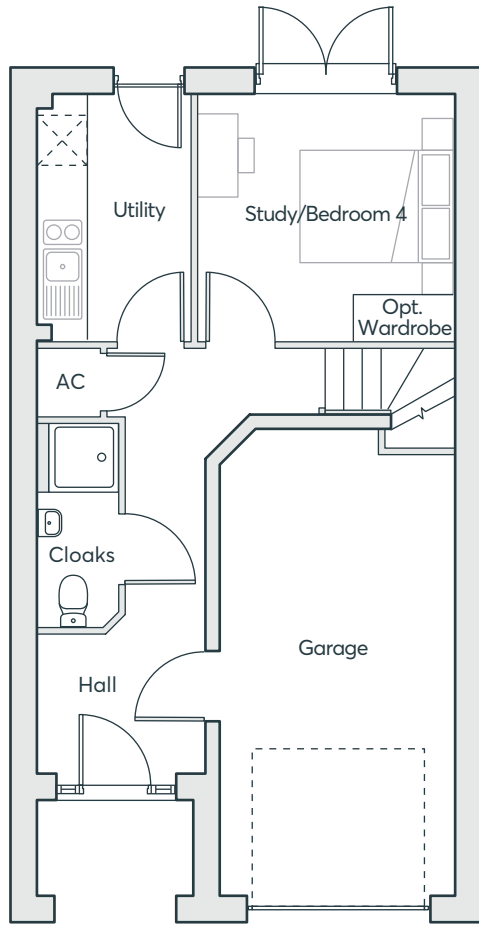 Utility
Study/Bedroom 4
Opt.
Wardrobe
AC
Cloaks
Garage
Hall